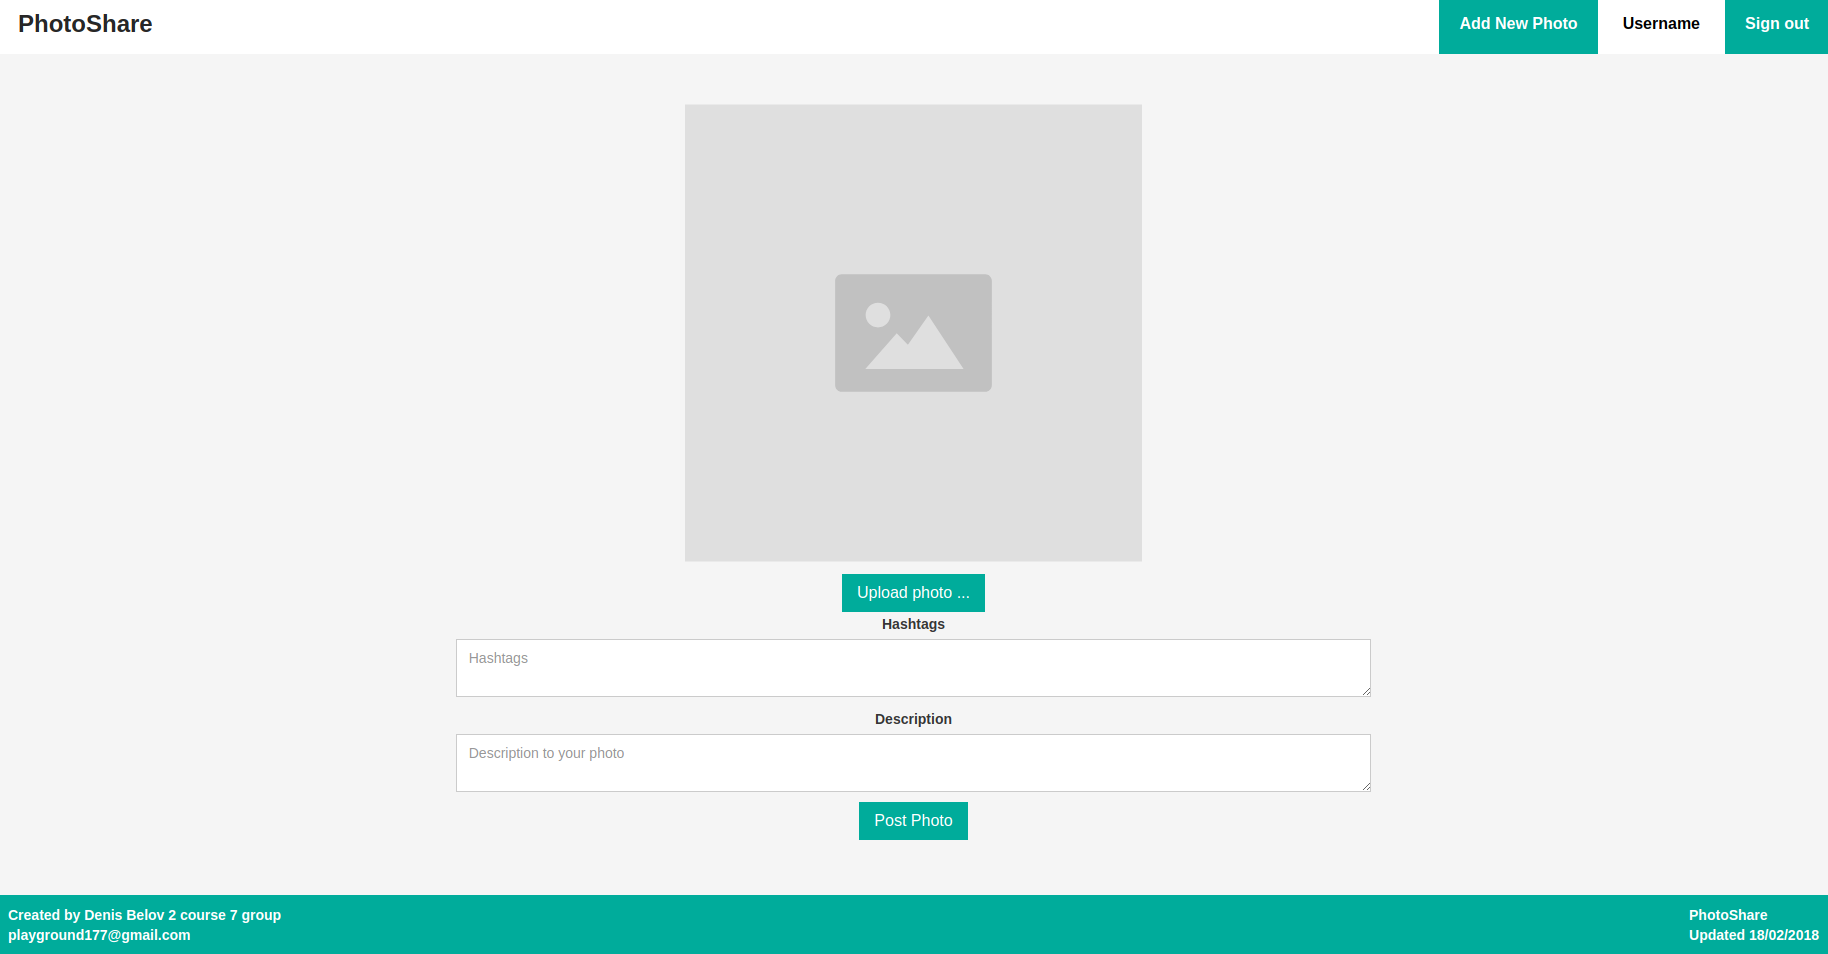 PhotoShare
Add New Photo
Username
Sign out
Upload photo ...
Hashtags
Hashtags
Description
Description to your photo
Post Photo
Created by Denis Belov 2 course 7 group
playground177@gmail.com
PhotoShare
Updated 18/02/2018